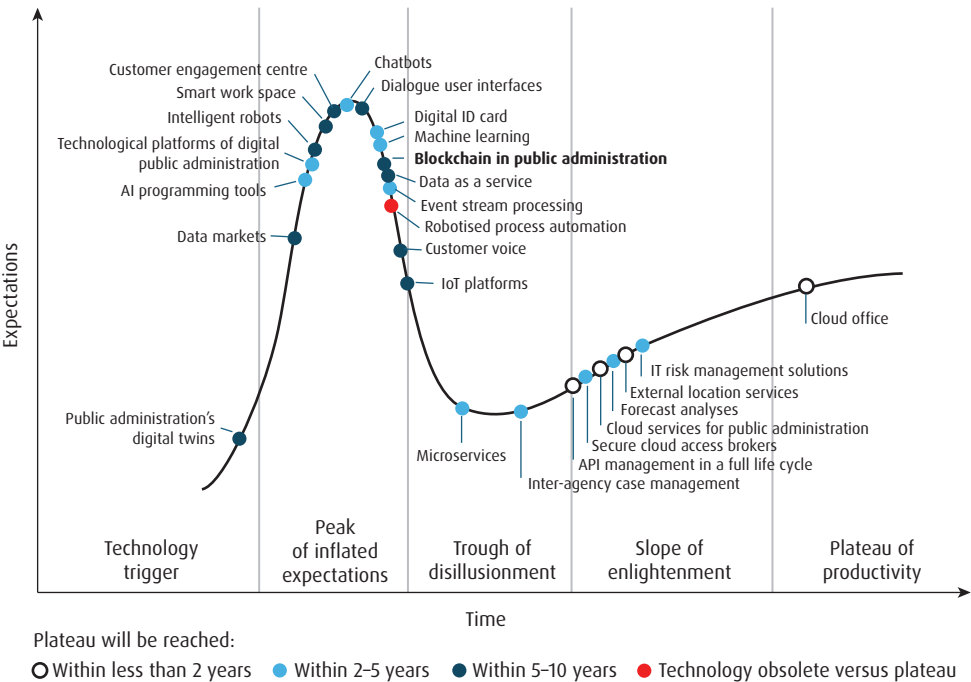 Expectations
Customer engagement centre
Smart work space
Intelligent robots
Technological platforms of digital
public administration
AI programming tools
Data markets
Public administration's
digital twins
Chatbots
Dialogue user interfaces
Digital ID card
Machine learning
Blockchain in public administration
Data as a service
Event stream processing
Robotised process automation
Customer voice
IoT platforms
Microservices
Cloud office
IT risk management solutions
External location services
Forecast analyses
Cloud services for public administration
Secure cloud access brokers
API management in a full life cycle
Inter-agency case management
Technology
trigger
Peak
of inflated
expectations
Trough of
disillusionment
Slope of
enlightenment
Plateau of
productivity
Time
Plateau will be reached:
Within less than 2 years
Within 2–5 years
Within 5–10 years
Technology obsolete versus plateau